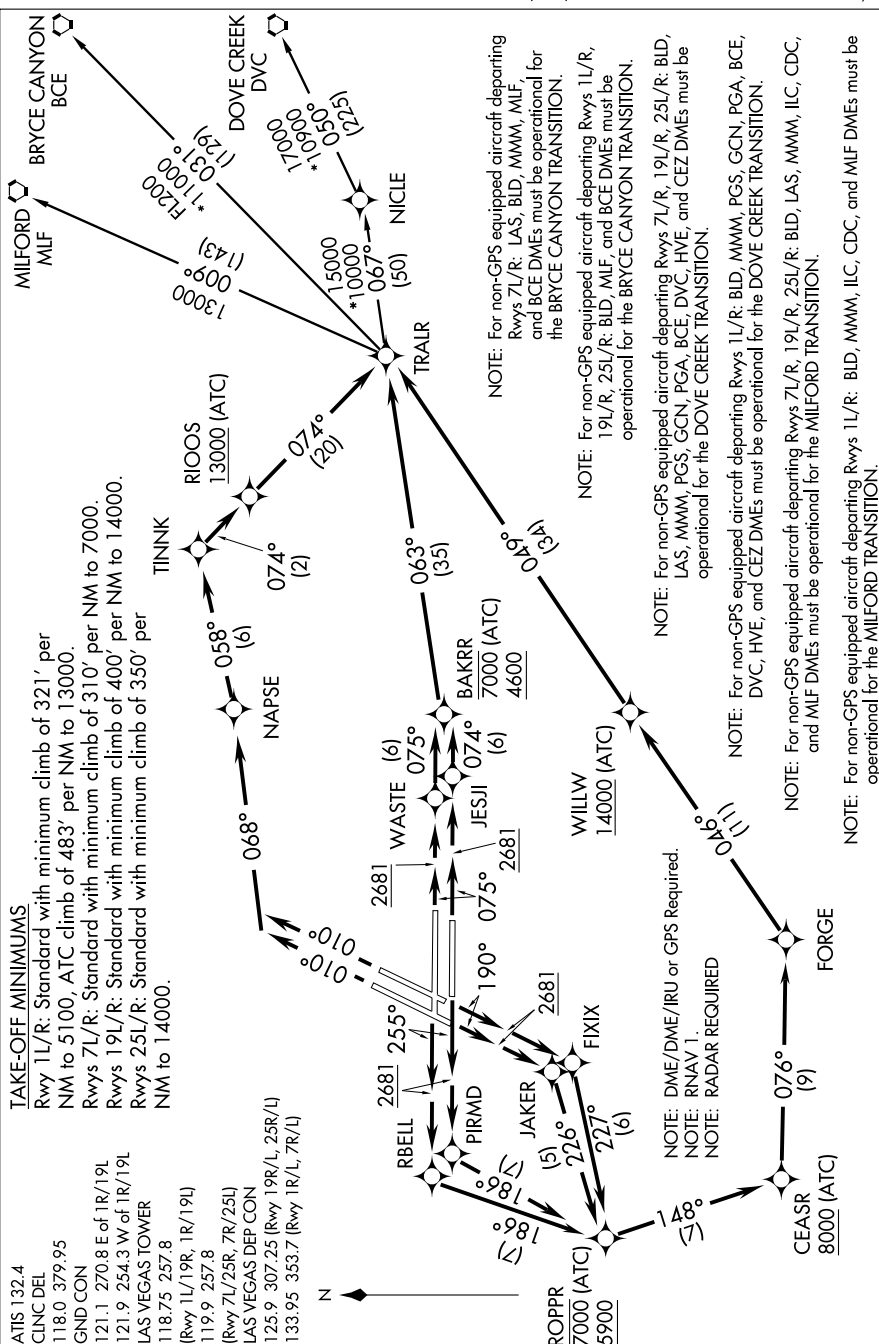 ATIS 132.4
CLNC DEL
118.0 379.95
GND CON
121.1 270.8 E of 1R/19L
121.9 254.3 W of 1R/19L
LAS VEGAS TOWER
118.75 257.8
(Rwy 1L/19R, 1R/19L)
119.9 257.8
(Rwy 7L/25R, 7R/25L)
LAS VEGAS DEP CON
125.9 307.25 (Rwy 19R/L, 25R/L)
133.95 353.7 (Rwy 1R/L, 7R/L)
TAKE-OFF MINIMUMS
Rwy 1L/R: Standard with minimum climb of 321' per
NM to 5100, ATC climb of 483' per NM to 13000.
Rwys 7L/R: Standard with minimum climb of 310' per NM to 7000.
Rwys 19L/R: Standard with minimum climb of 400' per NM to 14000.
Rwys 25L/R: Standard with minimum climb of 350' per
NM to 14000.
MILFORD
MLF
BRYCE CANYON
BCE
DOVE CREEK
DVC
13000
009°
(143)
FL200
*11000
031°
(129)
17000
*10900
050°
(225)
NICLE
15000
*10000
067°
(50)
TRALR
RIOOS
13000 (ATC)
074°
(20)
TINNK
074°
(2)
058°
(6)
NAPSE
068°
010°
010°
063°
(35)
BAKRR
7000 (ATC)
4600
(6)
075°
074°
(6)
WASTE
JESJI
2681
2681
075°
049°
(34)
WILLW
14000 (ATC)
046°
(11)
FORGE
076°
(9)
CEASR
8000 (ATC)
148°
(7)
ROPPR
7000 (ATC)
5900
190°
2681
FIXIX
JAKER
(5)
226°
227°
(6)
255°
2681
RBELL
PIRMD
186°
(7)
186°
(7)
N
NOTE: DME/DME/IRU or GPS Required.
NOTE: RNAV 1.
NOTE: RADAR REQUIRED
NOTE: For non-GPS equipped aircraft departing
Rwys 7L/R: LAS, BLD, MMM, MLF,
and BCE DMEs must be operational for
the BRYCE CANYON TRANSITION.
NOTE: For non-GPS equipped aircraft departing Rwys 1L/R,
19L/R, 25L/R: BLD, MLF, and BCE DMEs must be
operational for the BRYCE CANYON TRANSITION.
NOTE: For non-GPS equipped aircraft departing Rwys 7L/R, 19L/R, 25L/R: BLD,
LAS, MMM, PGS, GCN, PGA, BCE, DVC, HVE, and CEZ DMEs must be
operational for the DOVE CREEK TRANSITION.
NOTE: For non-GPS equipped aircraft departing Rwys 1L/R: BLD, MMM, PGS, GCN, PGA, BCE,
DVC, HVE, and CEZ DMEs must be operational for the DOVE CREEK TRANSITION.
NOTE: For non-GPS equipped aircraft departing Rwys 7L/R, 19L/R, 25L/R: BLD, LAS, MMM, ILC, CDC,
and MLF DMEs must be operational for the MILFORD TRANSITION.
NOTE: For non-GPS equipped aircraft departing Rwys 1L/R: BLD, MMM, ILC, CDC, and MLF DMEs must be
operational for the MILFORD TRANSITION.